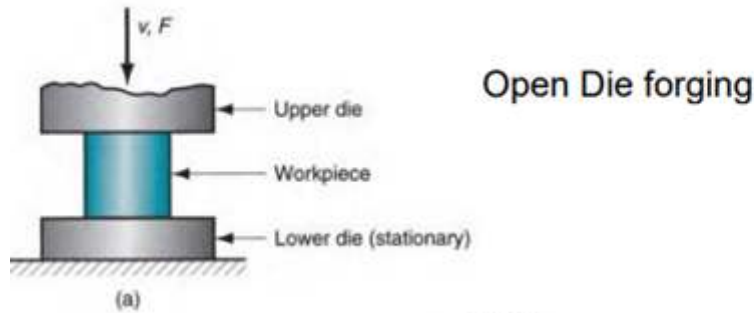 v, F
Open Die forging
Upper die
Workpiece
Lower die (stationary)
(a)